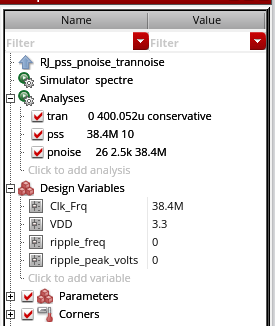 Name Value
Filter Filter
RJ_pss_pnoise_trannoise
Simulator spectre
Analyses
tran 0 400.052u conservative
pss 38.4M 10
pnoise 26 2.5k 38.4M
Click to add analysis
Design Variables
Clk_Frq 38.4M
VDD 3.3
ripple_freq 0
ripple_peak_volts 0
Click to add variable
Parameters
Corners